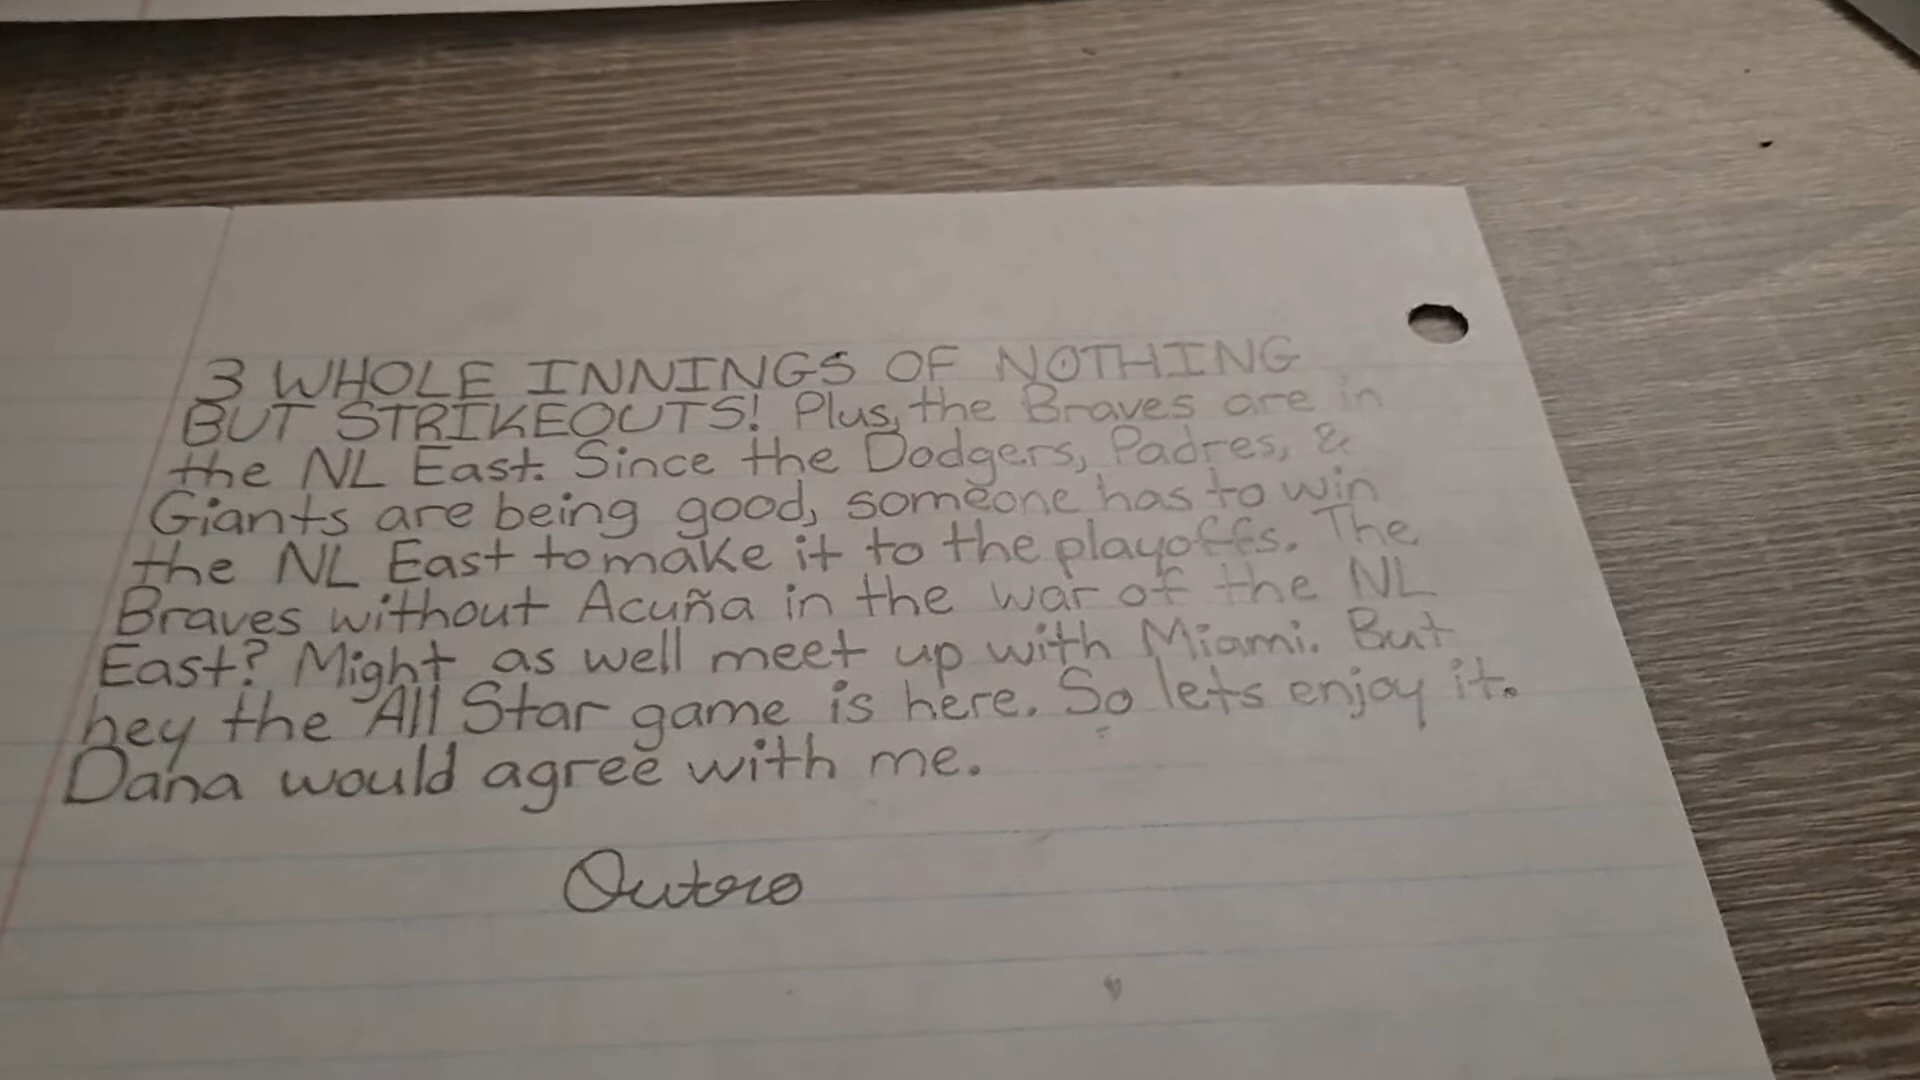 3 WHOLE INNINGS OF NOTHING
BUT STRIKEOUTS! Plus, the Braves are in
the NL East. Since the Dodgers, Padres, &
Giants are being good, someone has to win
the NL East to make it to the playoffs. The
Braves without Acuña in the war of the NL
East? Might as well meet up with Miami. But
hey the All Star game is here. So lets enjoy it.
Dana would agree with me.
Outro